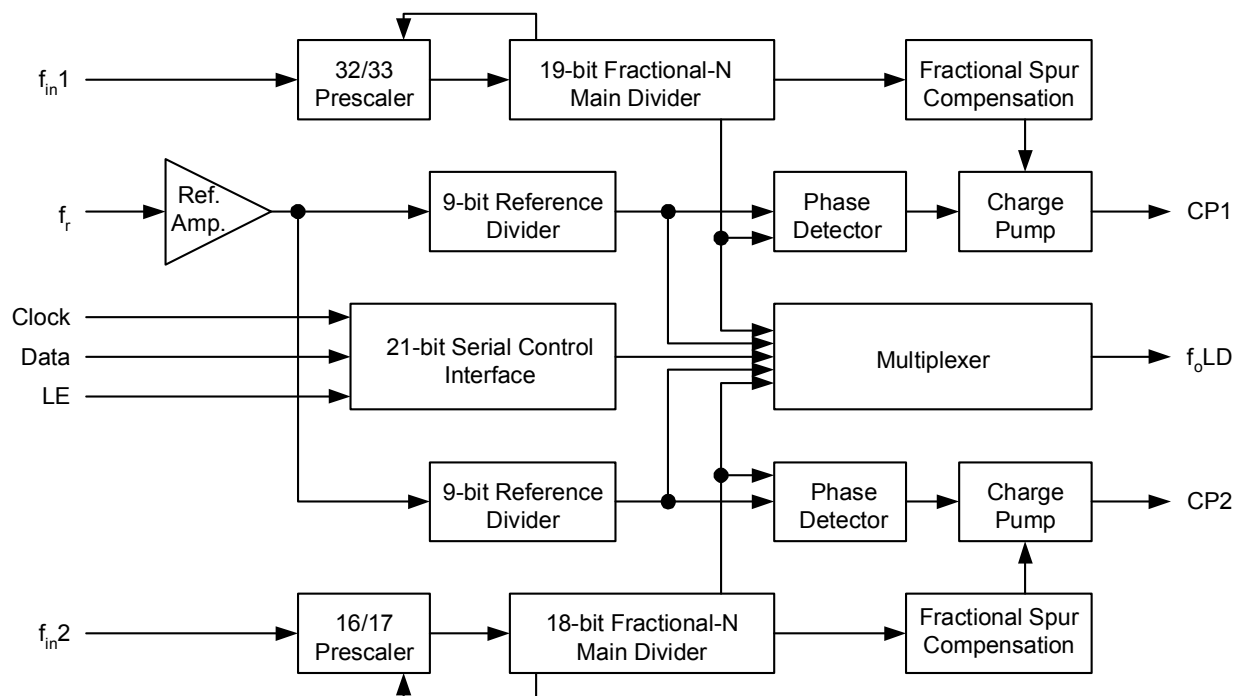 f_in1
32/33
Prescaler
19-bit Fractional-N
Main Divider
Fractional Spur
Compensation
f_r
Ref.
Amp.
9-bit Reference
Divider
Phase
Detector
Charge
Pump
CP1
Clock
Data
LE
21-bit Serial Control
Interface
Multiplexer
f_oLD
9-bit Reference
Divider
Phase
Detector
Charge
Pump
CP2
f_in2
16/17
Prescaler
18-bit Fractional-N
Main Divider
Fractional Spur
Compensation